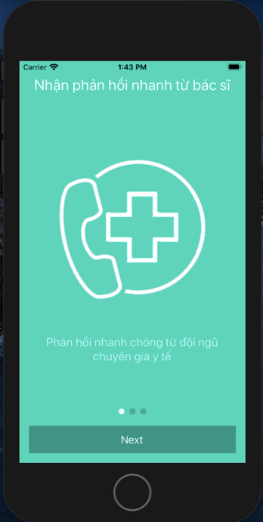 Carrier 1:43 PM
Nhận phản hồi nhanh từ bác sĩ
Phản hồi nhanh chóng từ đội ngũ
chuyên gia y tế
Next